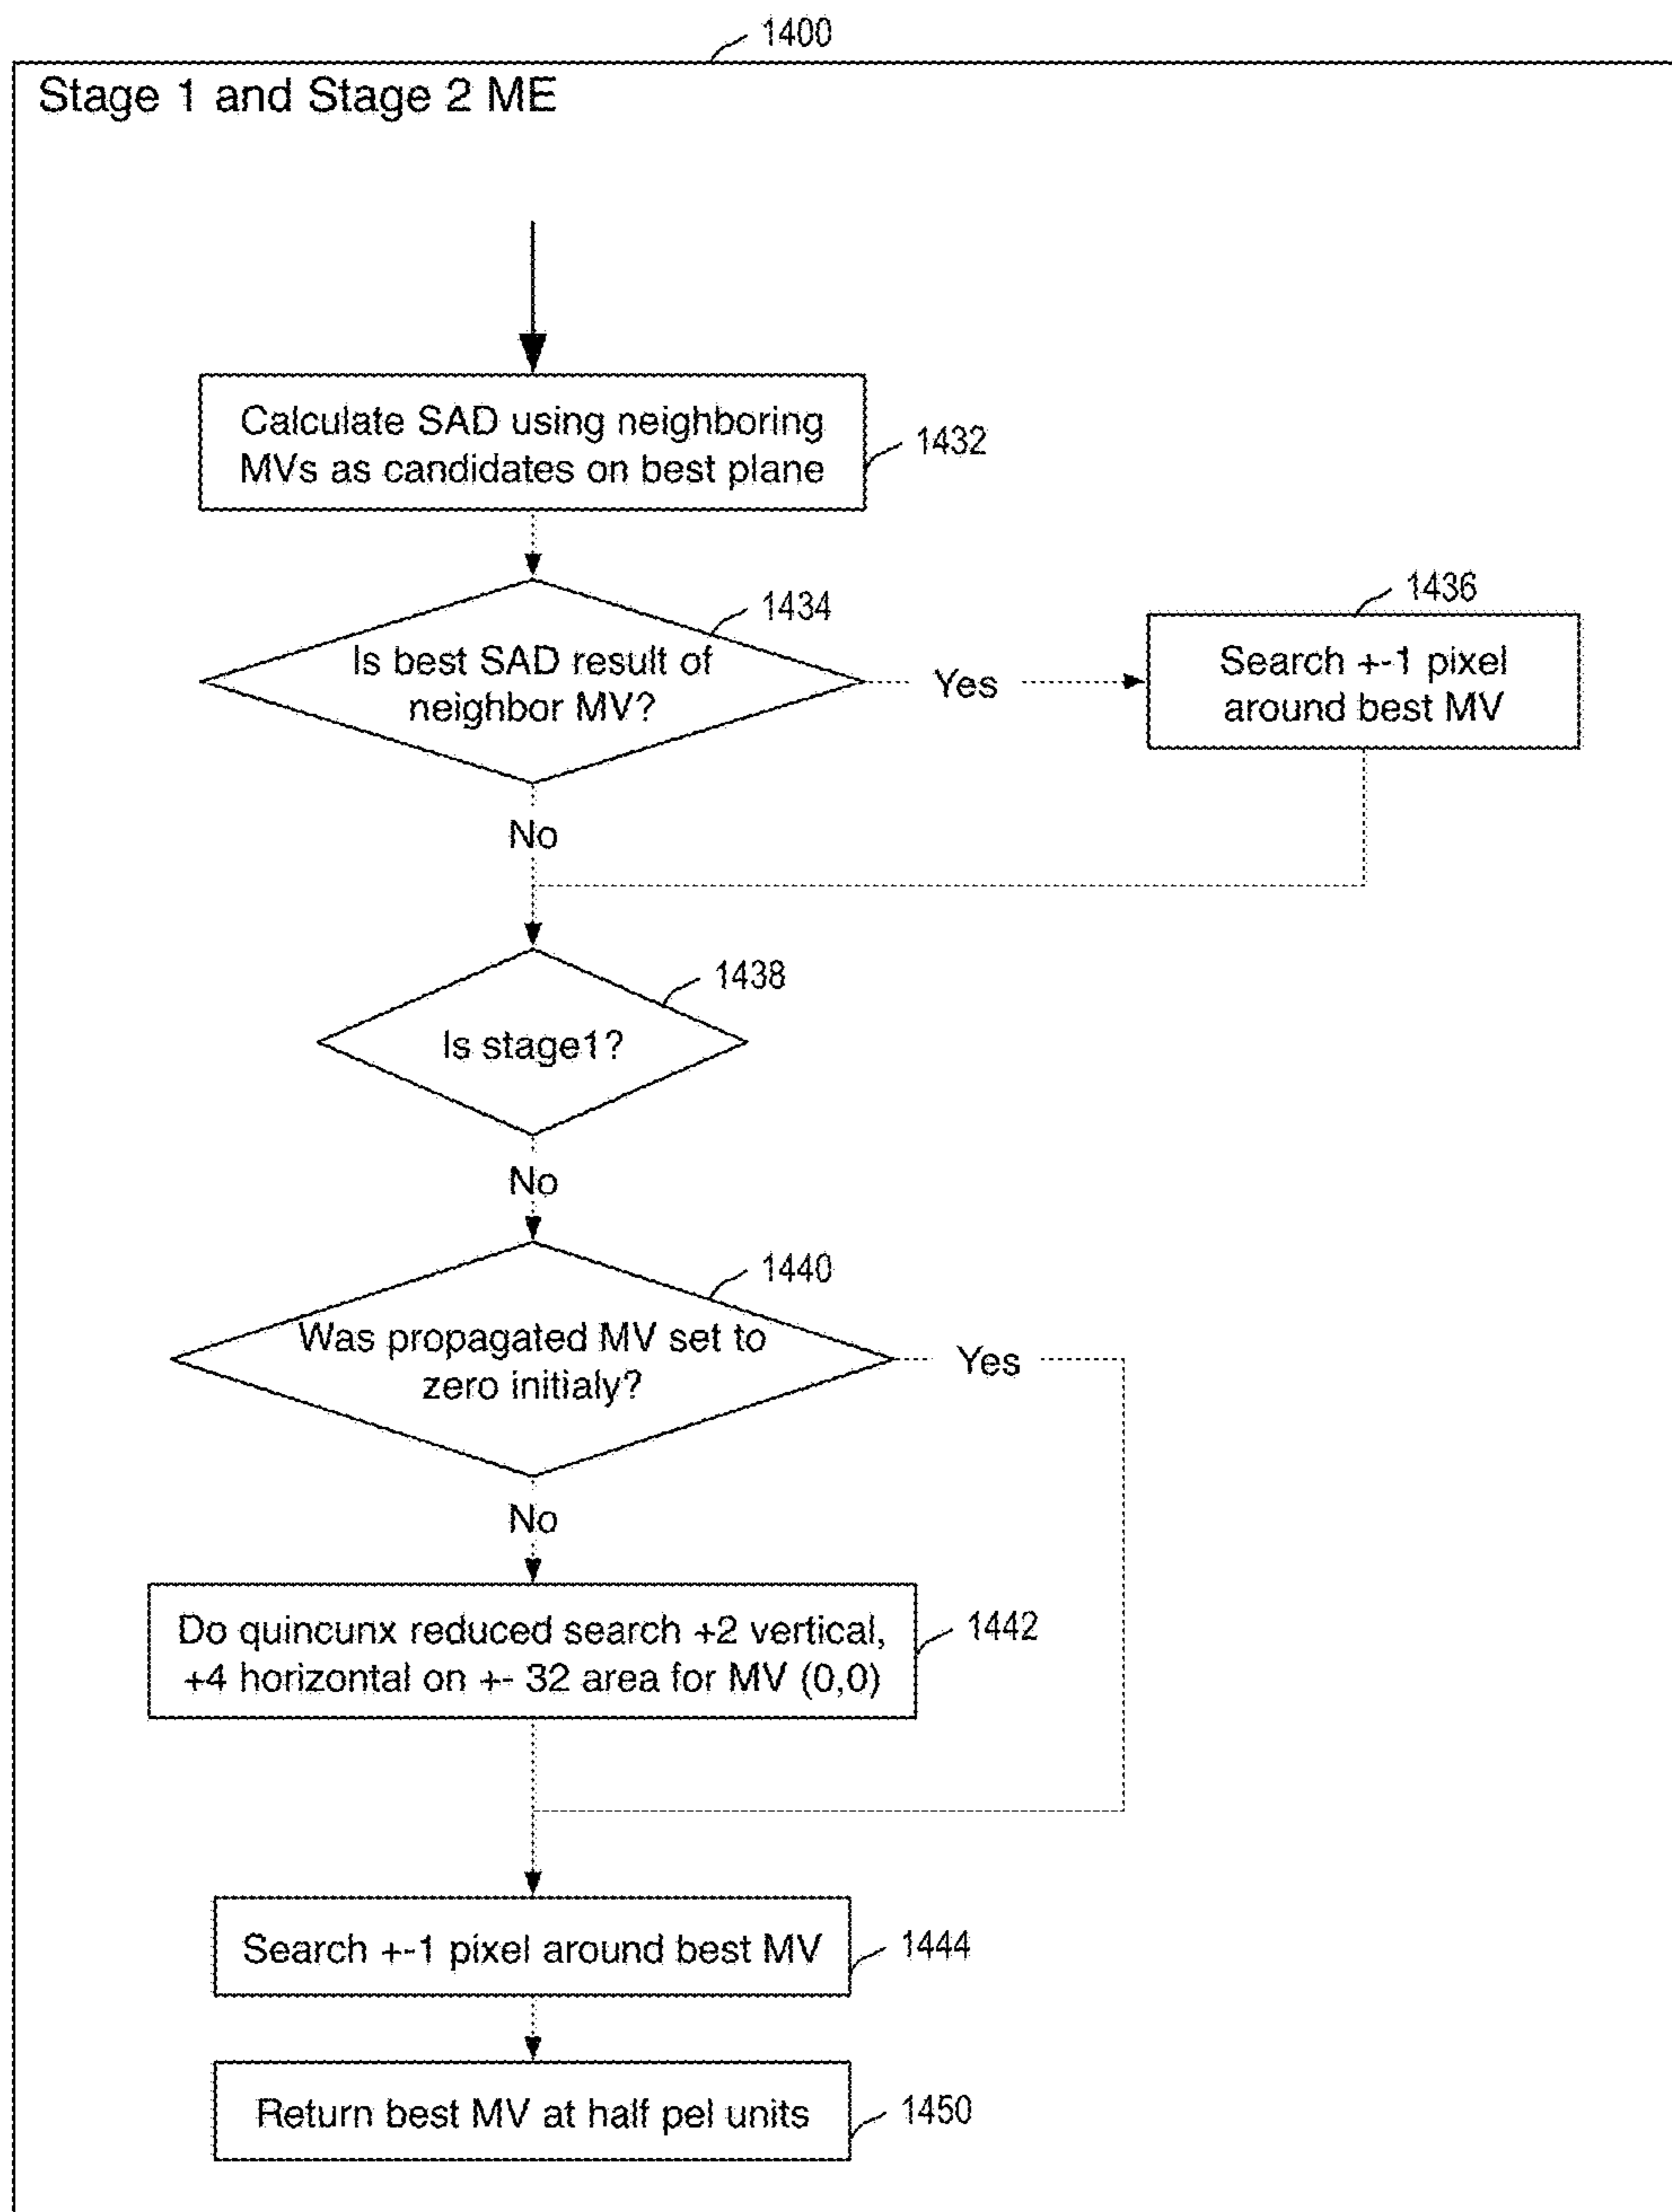 1400
Stage 1 and Stage 2 ME
Calculate SAD using neighboring
MVs as candidates on best plane
1432
1434
Is best SAD result of
neighbor MV?
Yes
1436
Search +-1 pixel
around best MV
No
1438
Is stage1?
No
1440
Was propagated MV set to
zero initialy?
Yes
No
Do quincunx reduced search +2 vertical,
+4 horizontal on +- 32 area for MV (0,0)
1442
Search +-1 pixel around best MV
1444
Return best MV at half pel units
1450